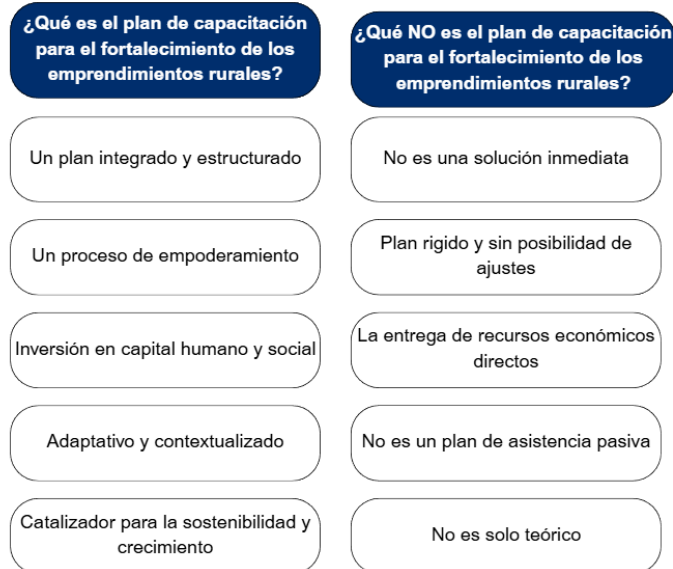 ¿Qué es el plan de capacitación
para el fortalecimiento de los
emprendimientos rurales?
Un plan integrado y estructurado
Un proceso de empoderamiento
Inversión en capital humano y social
Adaptativo y contextualizado
Catalizador para la sostenibilidad y
crecimiento
¿Qué NO es el plan de capacitación
para el fortalecimiento de los
emprendimientos rurales?
No es una solución inmediata
Plan rigido y sin posibilidad de
ajustes
La entrega de recursos económicos
directos
No es un plan de asistencia pasiva
No es solo teórico